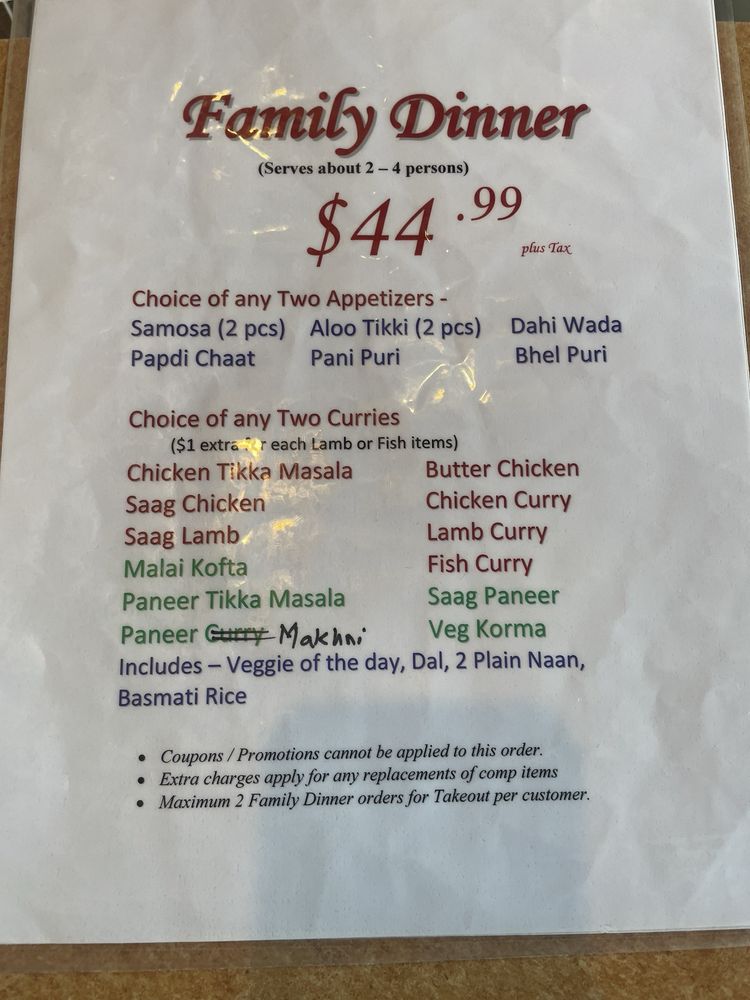 Family Dinner
(Serves about 2 – 4 persons)
$44.99
plus Tax
Choice of any Two Appetizers -
Samosa (2 pcs) Aloo Tikki (2 pcs) Dahi Wada
Papdi Chaat Pani Puri Bhel Puri
Choice of any Two Curries
($1 extra for each Lamb or Fish items)
Chicken Tikka Masala Butter Chicken
Saag Chicken Chicken Curry
Saag Lamb Lamb Curry
Malai Kofta Fish Curry
Paneer Tikka Masala Saag Paneer
Paneer Curry Makhni Veg Korma
Includes – Veggie of the day, Dal, 2 Plain Naan,
Basmati Rice
• Coupons / Promotions cannot be applied to this order.
• Extra charges apply for any replacements of comp items
• Maximum 2 Family Dinner orders for Takeout per customer.